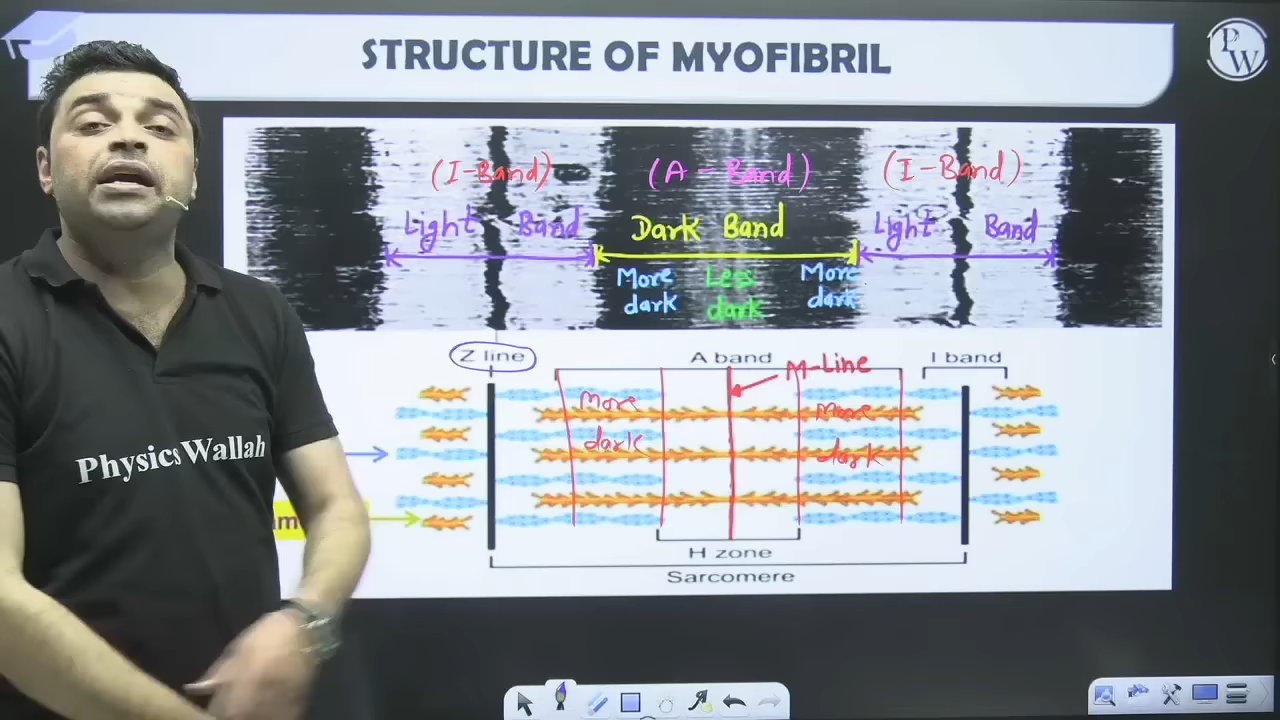 STRUCTURE OF MYOFIBRIL
PW
(I-Band)
(A-Band)
(I-Band)
Light Band
Dark Band
Light Band
More dark
Less dark
More dark
Z line
A band
I band
M-Line
More dark
More dark
H zone
Sarcomere
Physics Wallah